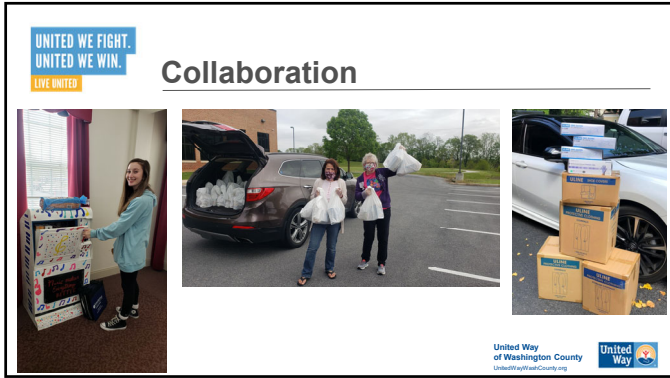 UNITED WE FIGHT.
UNITED WE WIN.
LIVE UNITED
Collaboration
ULINE
ULINE
ULINE
United Way
of Washington County
UnitedWayWashCounty.org
United
Way